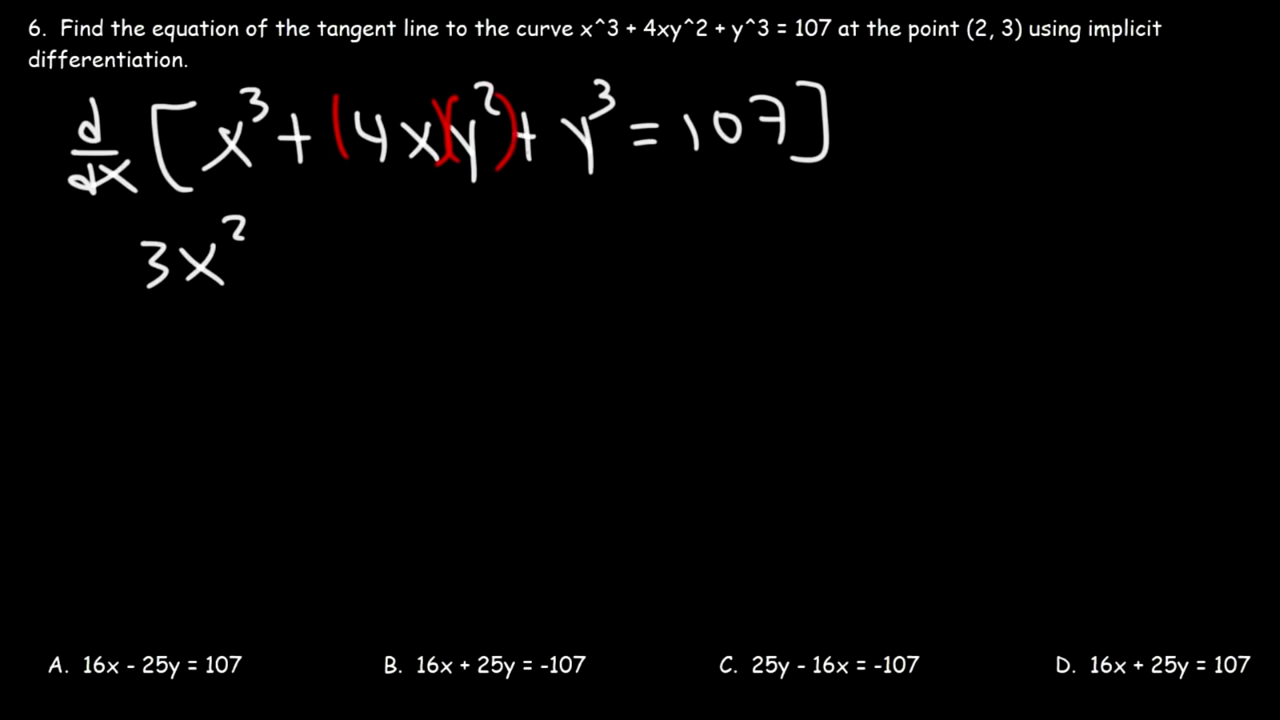 6. Find the equation of the tangent line to the curve x^3 + 4xy^2 + y^3 = 107 at the point (2, 3) using implicit
differentiation.
d/dx [x³ + (4x)(y²) + y³ = 107]
3x²
A. 16x - 25y = 107 B. 16x + 25y = -107 C. 25y - 16x = -107 D. 16x + 25y = 107